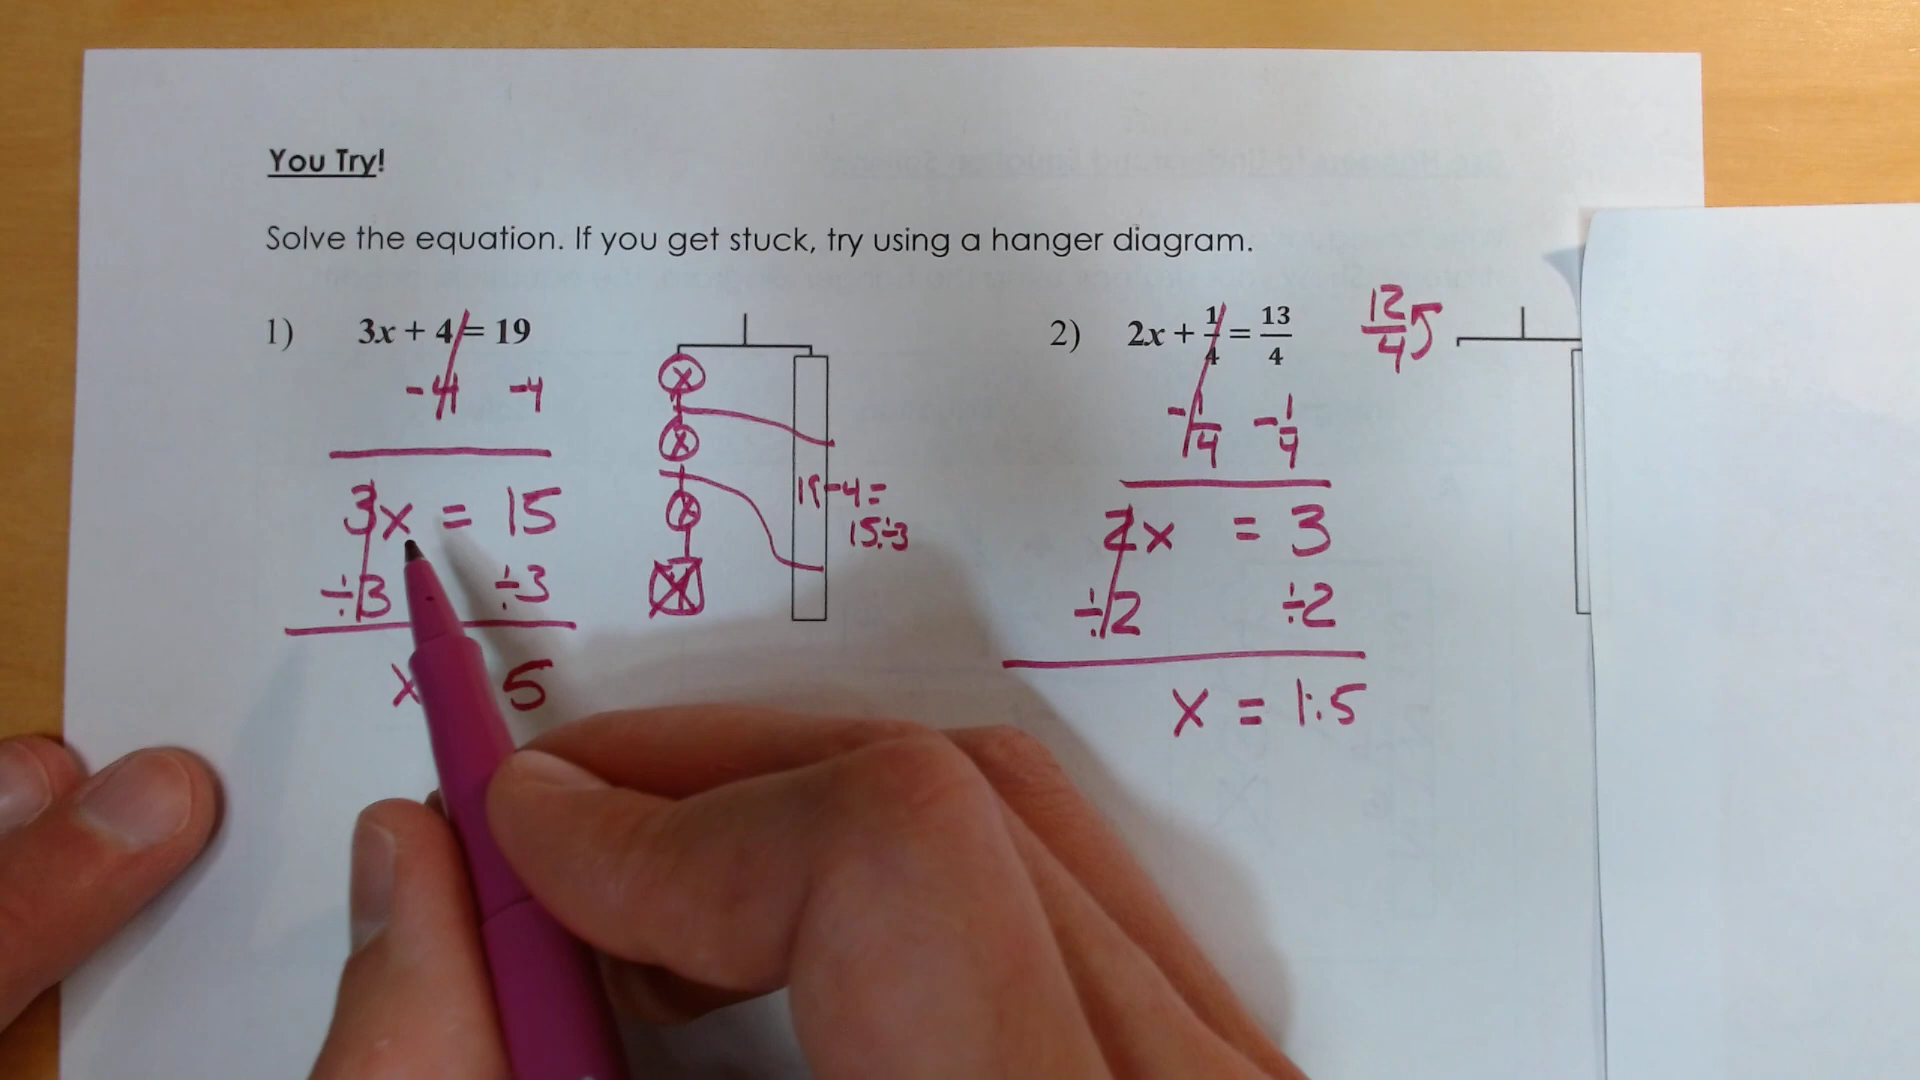 You Try!
Solve the equation. If you get stuck, try using a hanger diagram.
1) 3x + 4 = 19
-4 -4
3x = 15
÷3 ÷3
x 5
x
x
x
19-4=
15÷3
2) 2x + 1/4 = 13/4
12/4
-1/4 -1/4
2x = 3
÷2 ÷2
x = 1.5